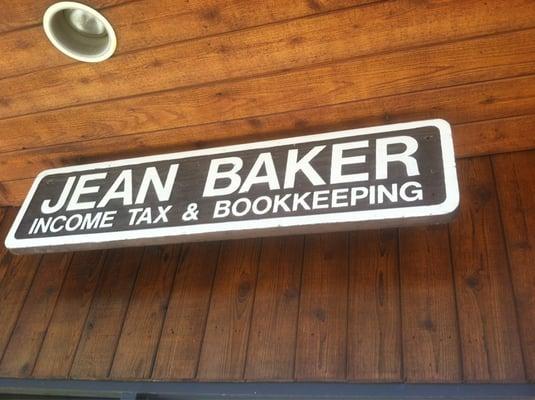 JEAN BAKER
INCOME TAX & BOOKKEEPING